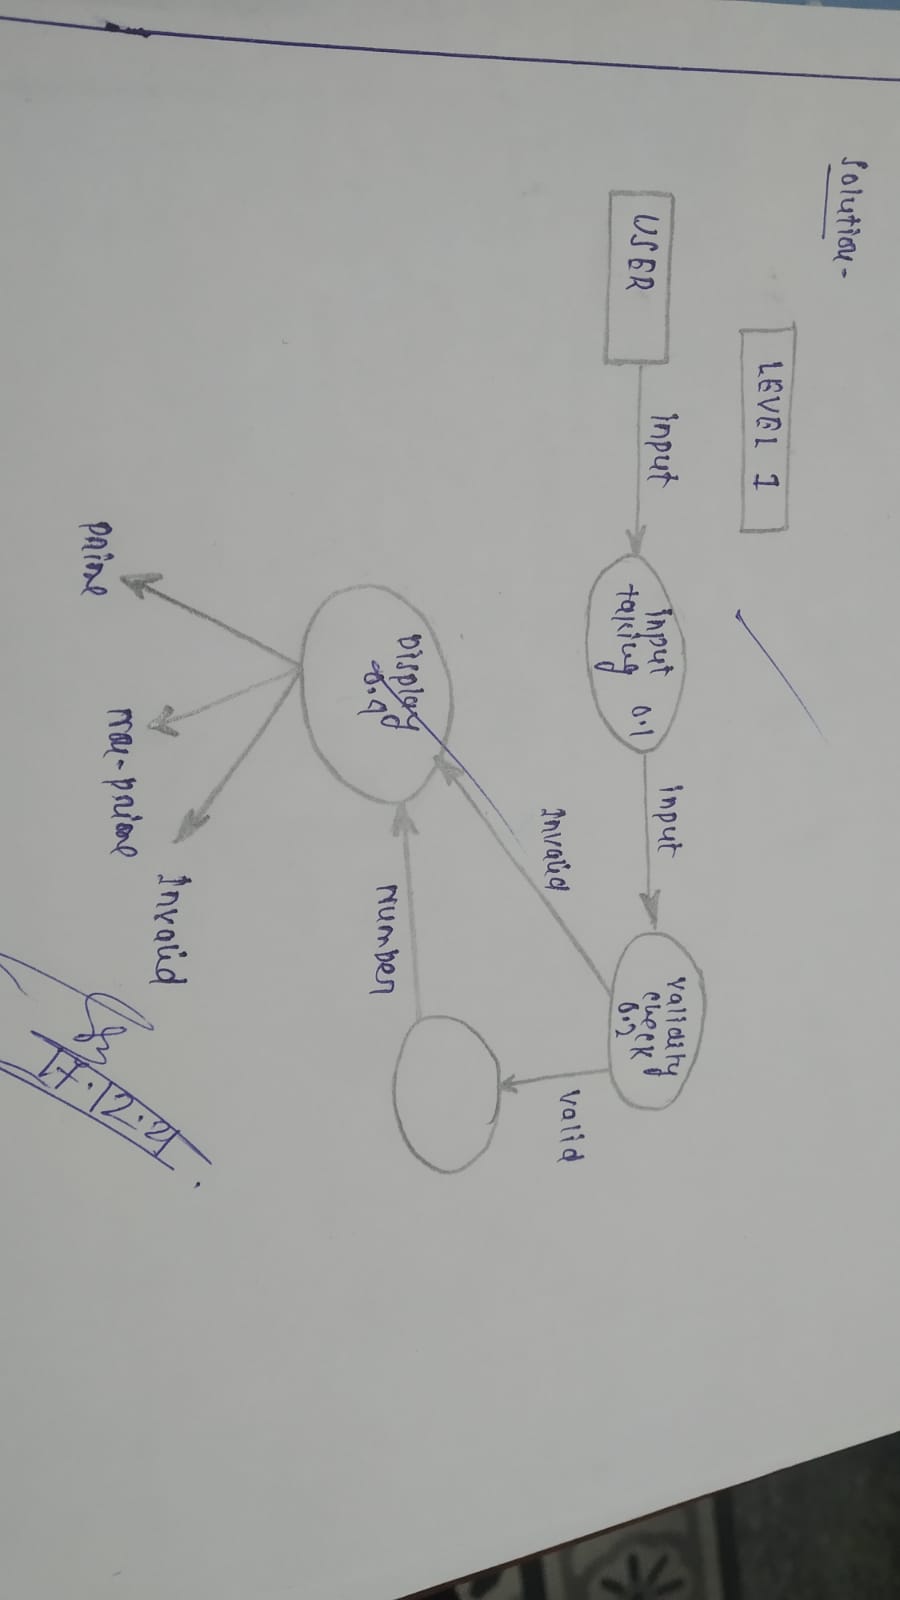 Solution-
LEVEL 1
USER
input
input
taking 0.1
input
validity
check
0.2
Invalid
valid
Display
0.4
Number
Prime
Non-prime
Invalid
17.12.21